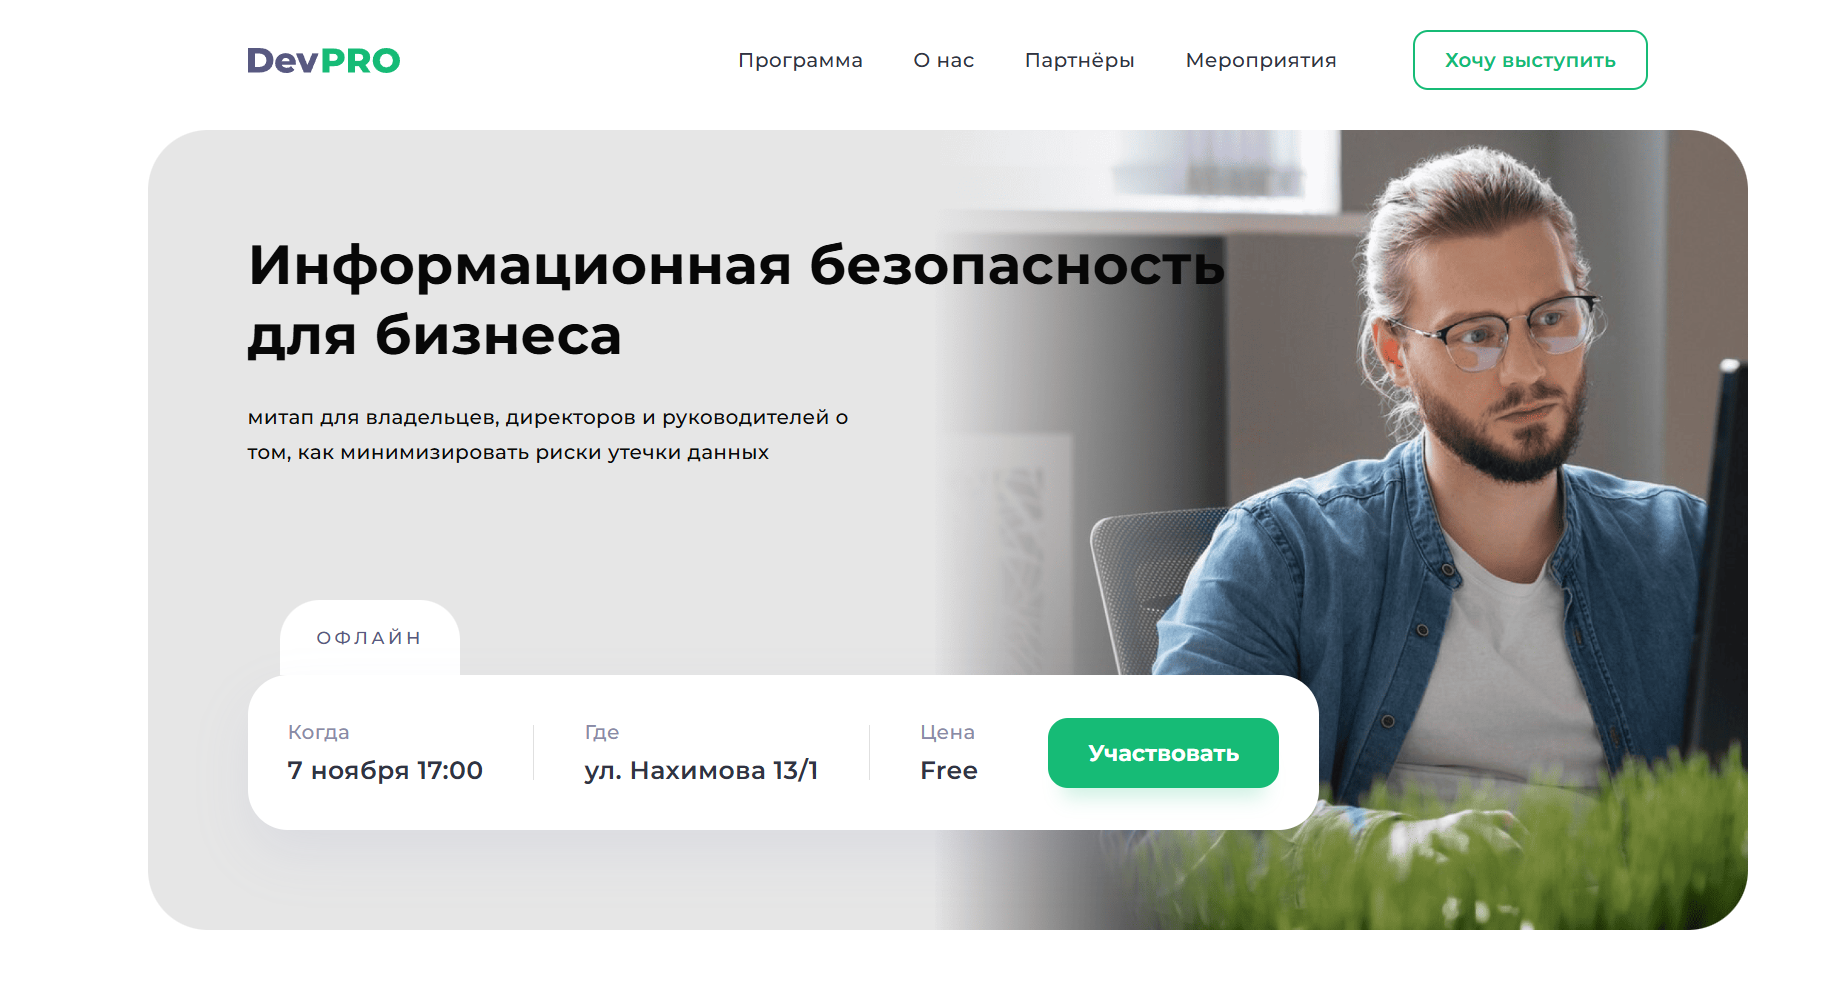 DevPRO
Программа
О нас
Партнёры
Мероприятия
Хочу выступить
Информационная безопасность
для бизнеса
митап для владельцев, директоров и руководителей о
том, как минимизировать риски утечки данных
ОФЛАЙН
Когда
7 ноября 17:00
Где
ул. Нахимова 13/1
Цена
Free
Участвовать